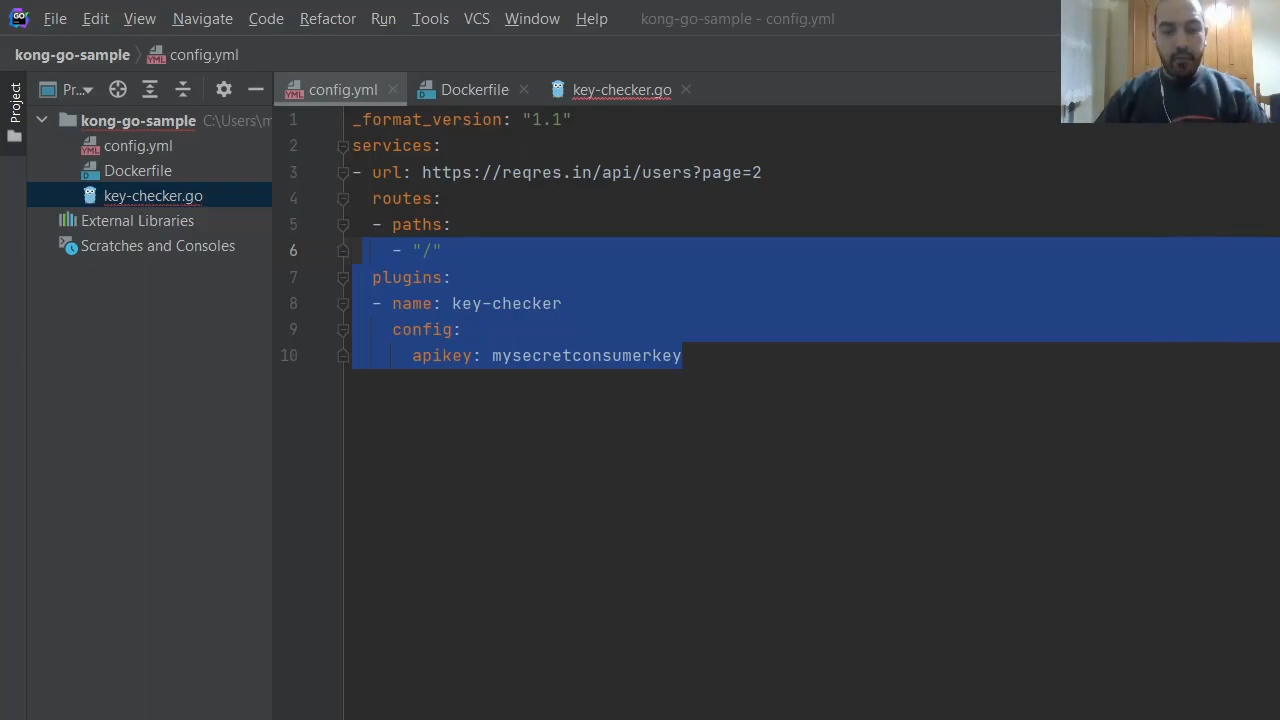 File Edit View Navigate Code Refactor Run Tools VCS Window Help kong-go-sample - config.yml
kong-go-sample config.yml
Project
Pr...
kong-go-sample C:\Users\m
config.yml
Dockerfile
key-checker.go
External Libraries
Scratches and Consoles
config.yml Dockerfile key-checker.go
1 _format_version: "1.1"
2 services:
3 - url: https://reqres.in/api/users?page=2
4 routes:
5 - paths:
6 - "/"
7 plugins:
8 - name: key-checker
9 config:
10 apikey: mysecretconsumerkey